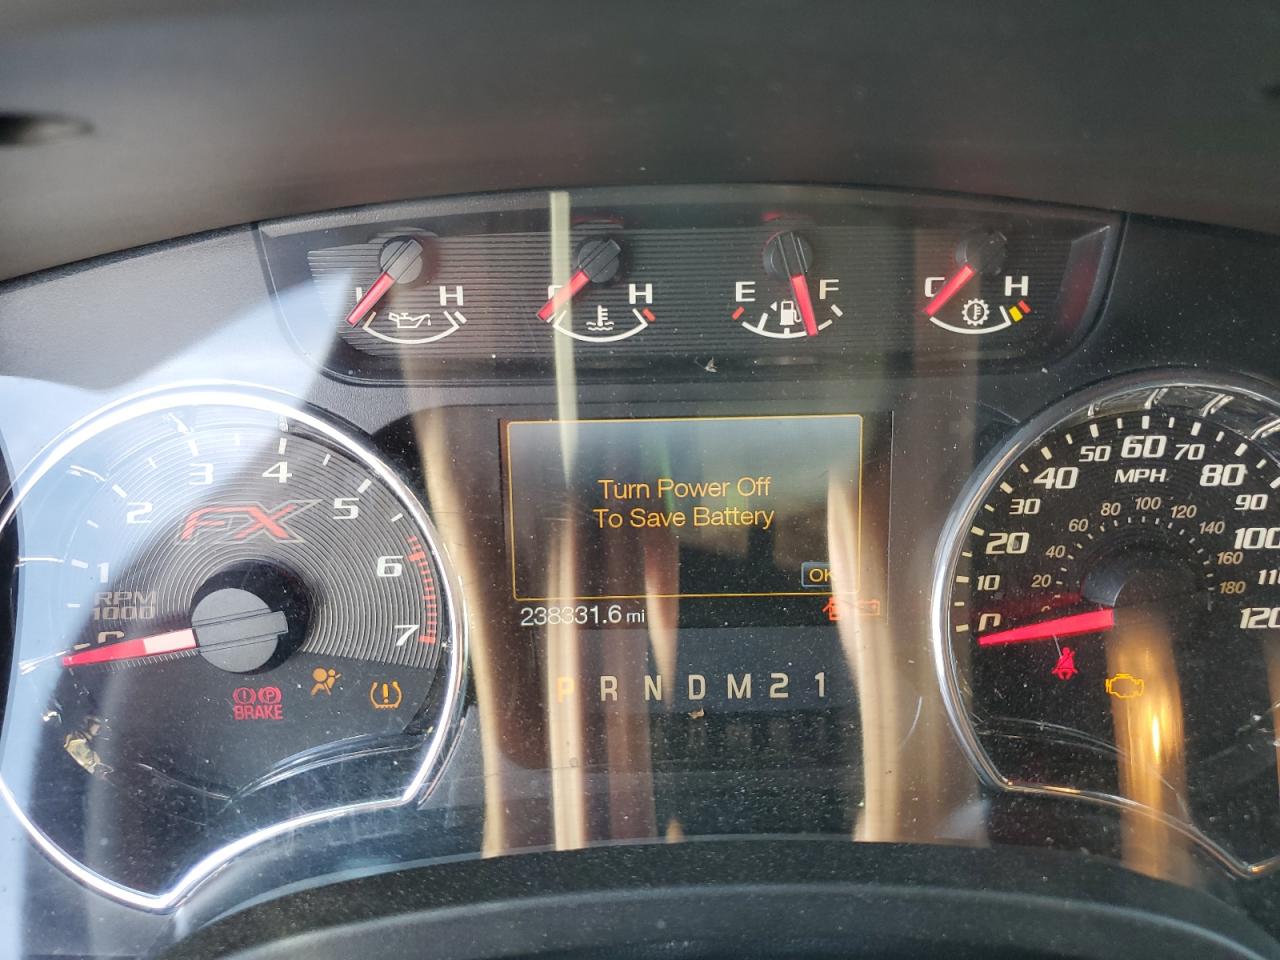 L H
C H
E F
C H
1 2 3 4 5 6 7
FX
RPM
1000
BRAKE
Turn Power Off
To Save Battery
OK
238331.6 mi
P R N D M 2 1
0 10 20 30 40 50 60 70 80 90 100 120
MPH
20 40 60 80 100 120 140 160 180